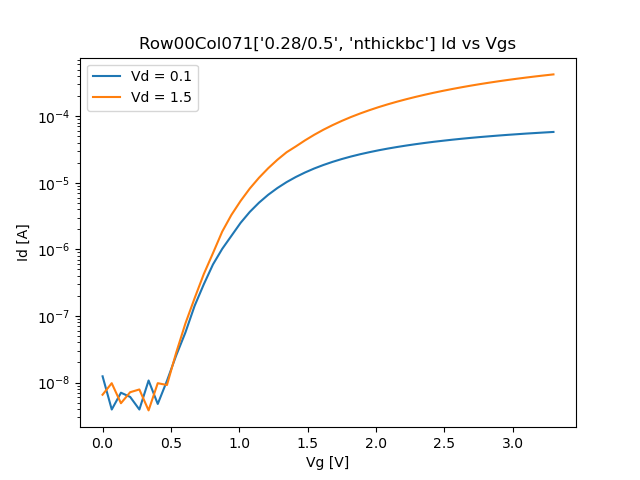 Row00Col071['0.28/0.5', 'nthickbc'] Id vs Vgs
Vd = 0.1
Vd = 1.5
10⁻⁴
10⁻⁵
10⁻⁶
10⁻⁷
10⁻⁸
Id [A]
0.0 0.5 1.0 1.5 2.0 2.5 3.0
Vg [V]